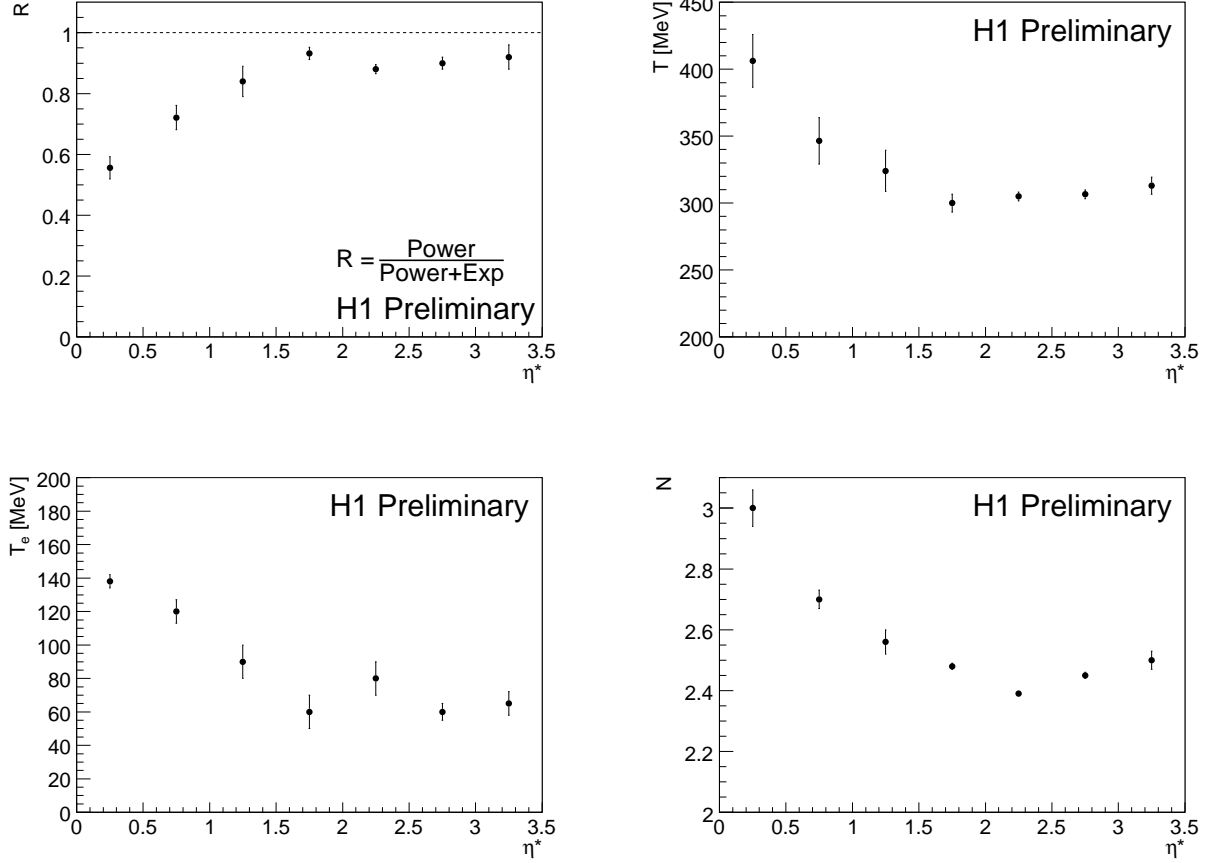 R
1
0.8
0.6
0.4
0.2
0
0 0.5 1 1.5 2 2.5 3 3.5
η*
R = Power
Power+Exp
H1 Preliminary
T [MeV]
450
400
350
300
250
200
0 0.5 1 1.5 2 2.5 3 3.5
η*
H1 Preliminary
T_e [MeV]
200
180
160
140
120
100
80
60
40
20
0
0 0.5 1 1.5 2 2.5 3 3.5
η*
H1 Preliminary
N
3
2.8
2.6
2.4
2.2
2
0 0.5 1 1.5 2 2.5 3 3.5
η*
H1 Preliminary